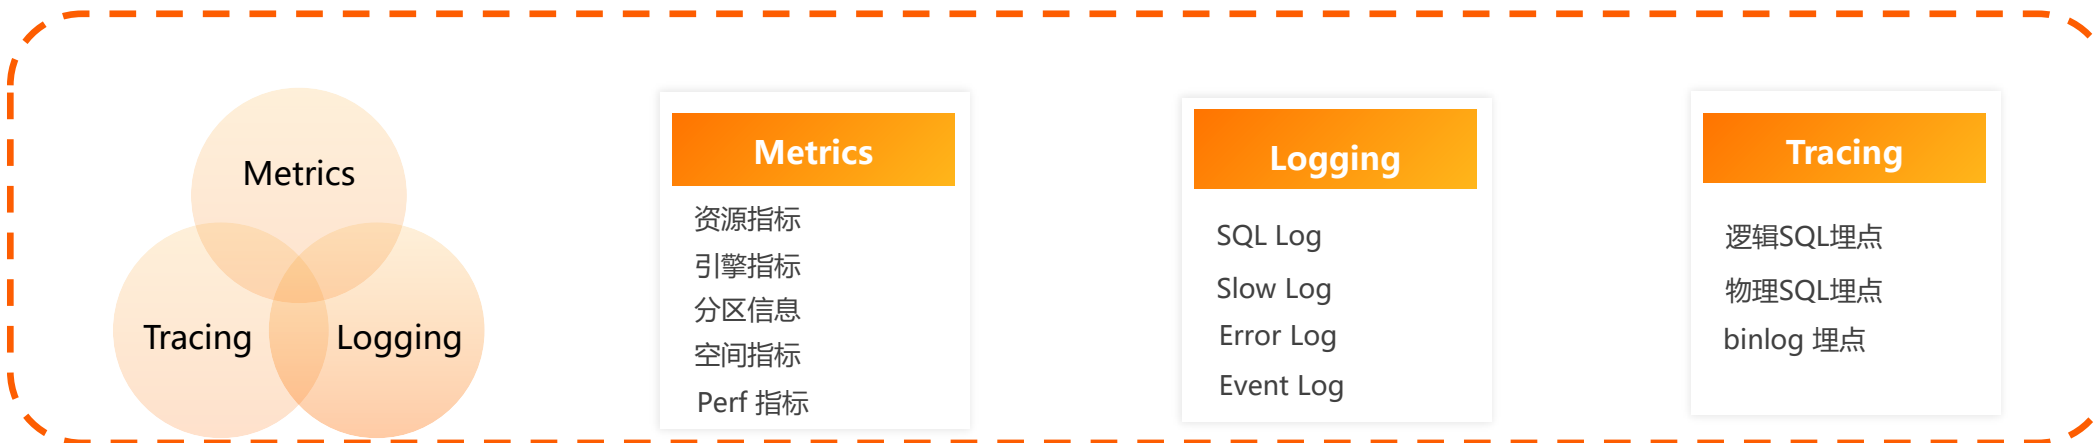 Metrics
Tracing
Logging
Metrics
资源指标
引擎指标
分区信息
空间指标
Perf 指标
Logging
SQL Log
Slow Log
Error Log
Event Log
Tracing
逻辑SQL埋点
物理SQL埋点
binlog 埋点